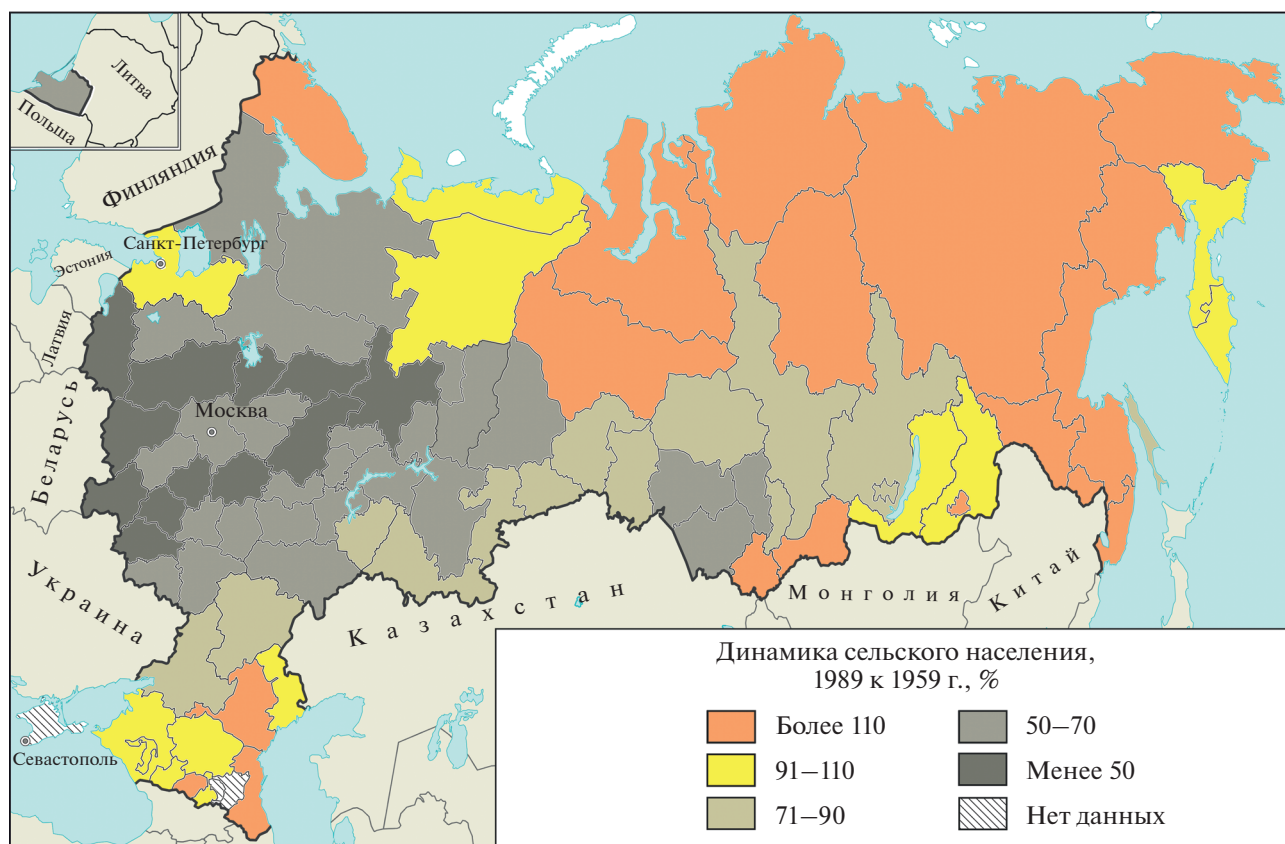 Литва
Польша
Финляндия
Санкт-Петербург
Эстония
Латвия
Беларусь
Москва
Украина
Казахстан
Монголия
Китай
Севастополь
Динамика сельского населения,
1989 к 1959 г., %
Более 110
91–110
71–90
50–70
Менее 50
Нет данных